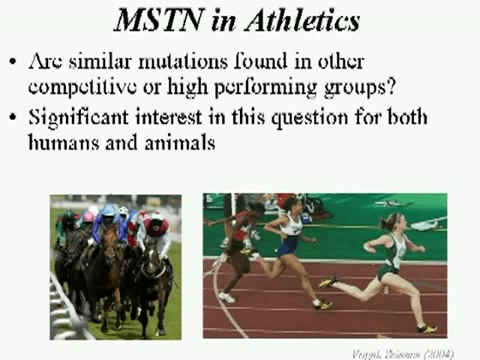 MSTN in Athletics
• Are similar mutations found in other
competitive or high performing groups?
• Significant interest in this question for both
humans and animals
Science (2004)